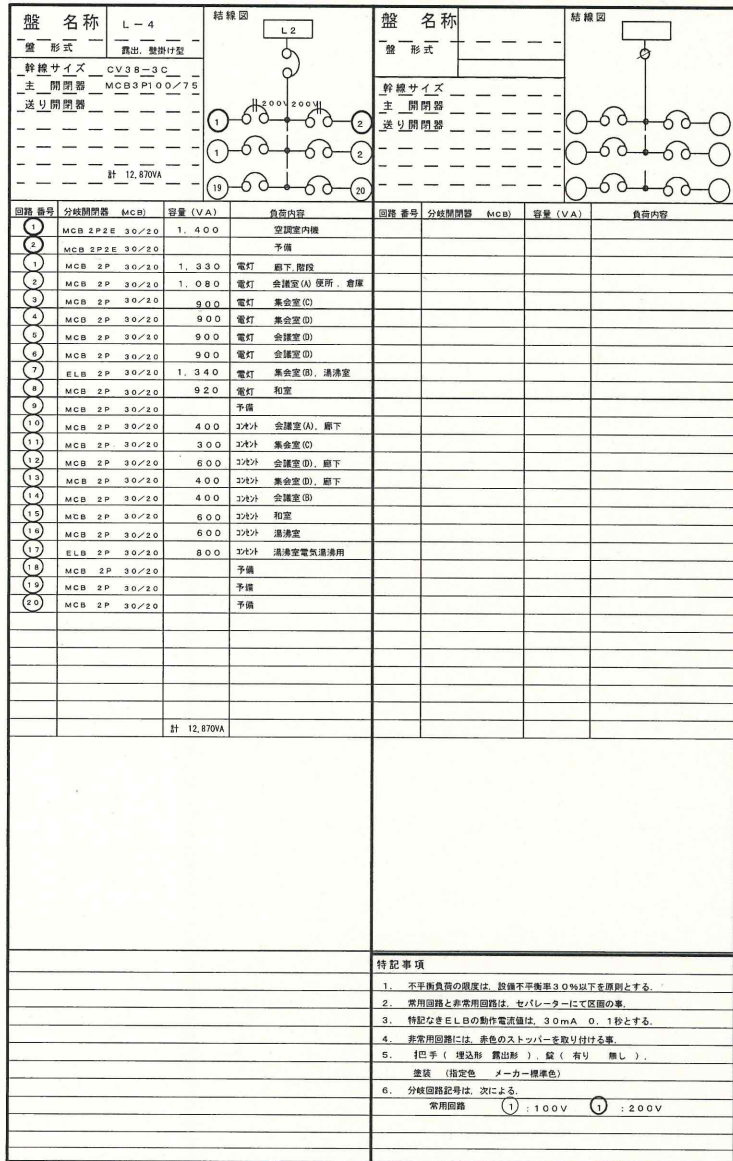 盤 名称 L-4
盤 形式 露出, 壁掛け型
幹線サイズ CV38-3C
主 開閉器 MCB3P100/75
送り開閉器
計 12,870VA
結線図
L2
200V 200V
1 2
1 2
19 20
盤 名称
盤 形式
幹線サイズ
主 開閉器
送り開閉器
結線図
回路 番号 分岐開閉器 (MCB) 容量 (VA) 負荷内容
1 MCB 2P2E 30/20 1,400 空調室内機
2 MCB 2P2E 30/20 予備
1 MCB 2P 30/20 1,330 電灯 廊下,階段
2 MCB 2P 30/20 1,080 電灯 会議室(A) 便所, 倉庫
3 MCB 2P 30/20 900 電灯 集会室(C)
4 MCB 2P 30/20 900 電灯 集会室(D)
5 MCB 2P 30/20 900 電灯 会議室(D)
6 MCB 2P 30/20 900 電灯 会議室(D)
7 ELB 2P 30/20 1,340 電灯 集会室(B), 湯沸室
8 MCB 2P 30/20 920 電灯 和室
9 MCB 2P 30/20 予備
10 MCB 2P 30/20 400 コンセント 会議室(A), 廊下
11 MCB 2P 30/20 300 コンセント 集会室(C)
12 MCB 2P 30/20 600 コンセント 会議室(D), 廊下
13 MCB 2P 30/20 400 コンセント 集会室(D), 廊下
14 MCB 2P 30/20 400 コンセント 会議室(B)
15 MCB 2P 30/20 600 コンセント 和室
16 MCB 2P 30/20 600 コンセント 湯沸室
17 ELB 2P 30/20 800 コンセント 湯沸室電気湯沸用
18 MCB 2P 30/20 予備
19 MCB 2P 30/20 予備
20 MCB 2P 30/20 予備
計 12,870VA
回路 番号 分岐開閉器 (MCB) 容量 (VA) 負荷内容
特記事項
1. 不平衡負荷の限度は, 設備不平衡率30%以下を原則とする.
2. 常用回路と非常用回路は, セパレーターにて区画の事.
3. 特記なきELBの動作電流値は, 30mA 0.1秒とする.
4. 非常用回路には, 赤色のストッパーを取り付ける事.
5. 把手 ( 埋込形 露出形 ), 錠 ( 有り 無し ),
塗装 (指定色 メーカー標準色)
6. 分岐回路記号は, 次による.
常用回路 1 :100V 1 :200V